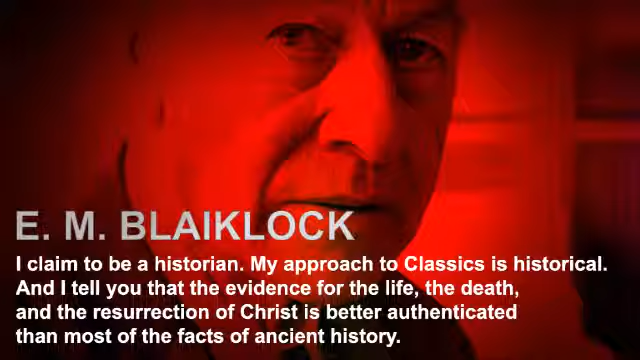 E. M. BLAIKLOCK
I claim to be a historian. My approach to Classics is historical.
And I tell you that the evidence for the life, the death,
and the resurrection of Christ is better authenticated
than most of the facts of ancient history.